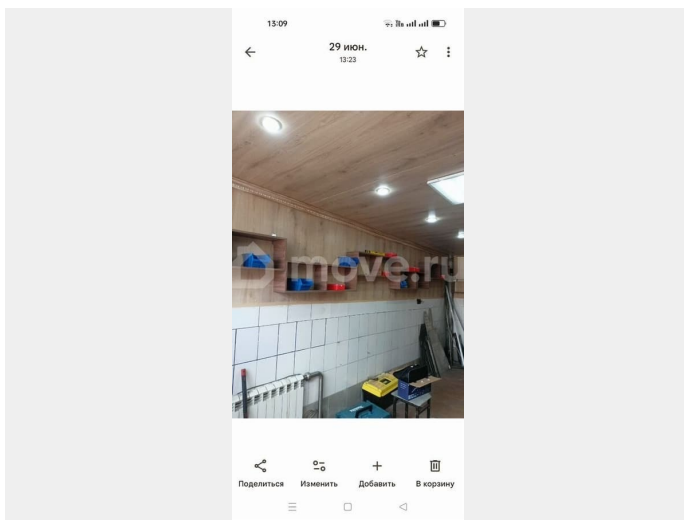 13:09
29 июн.
13:23
move.ru
Поделиться
Изменить
Добавить
В корзину